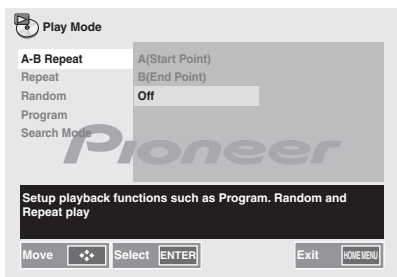 Play Mode
A-B Repeat
Repeat
Random
Program
Search Mode
A(Start Point)
B(End Point)
Off
Pioneer
Setup playback functions such as Program. Random and
Repeat play
Move Select ENTER Exit HOME MENU